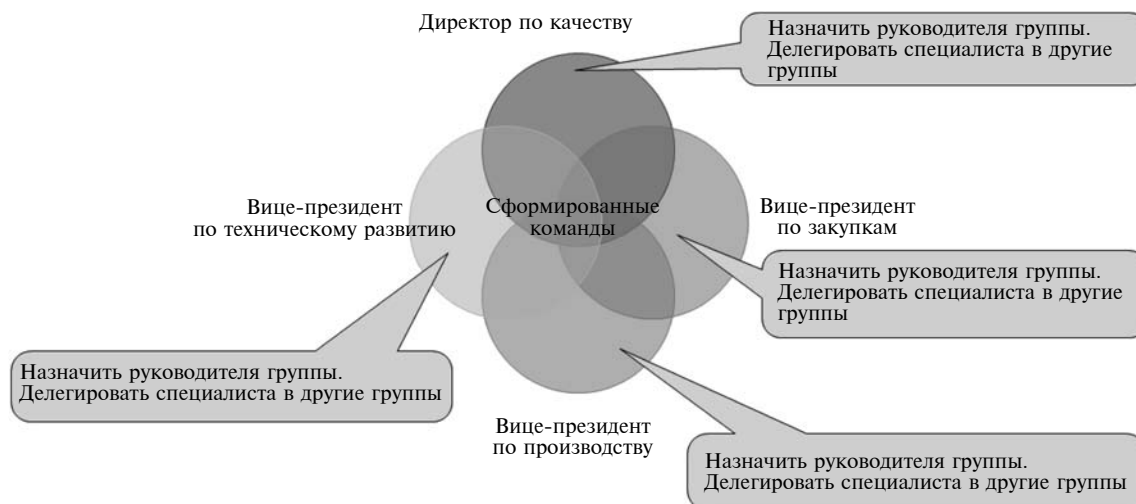 Директор по качеству
Назначить руководителя группы.
Делегировать специалиста в другие
группы
Вице-президент
по техническому развитию
Сформированные
команды
Вице-президент
по закупкам
Назначить руководителя группы.
Делегировать специалиста в другие
группы
Назначить руководителя группы.
Делегировать специалиста в другие группы
Вице-президент
по производству
Назначить руководителя группы.
Делегировать специалиста в другие группы